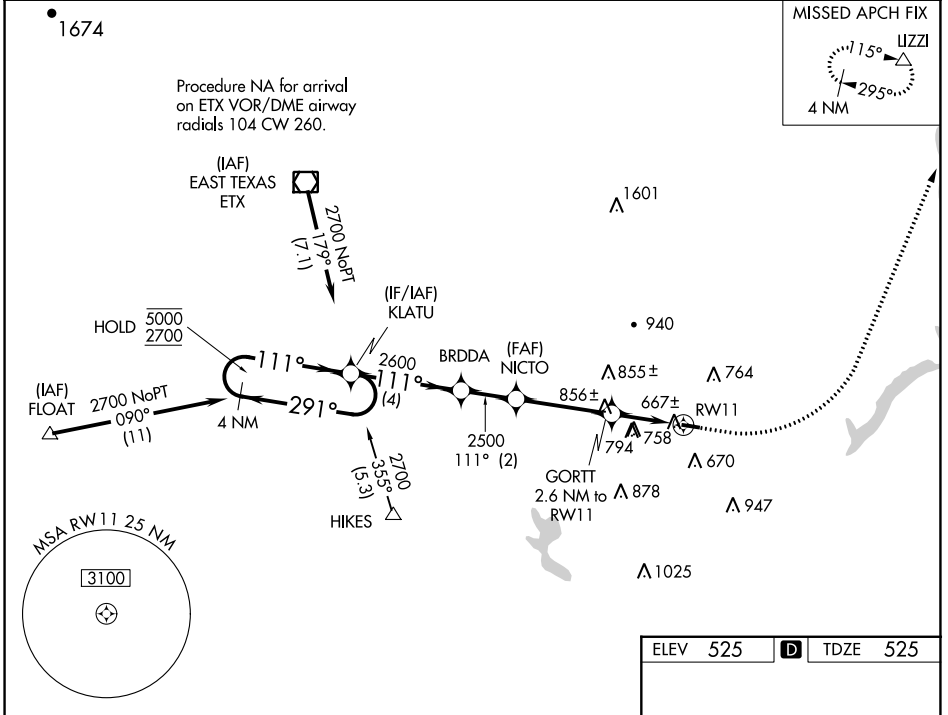 1674
MISSED APCH FIX
LIZZI
115°
295°
4 NM
Procedure NA for arrival
on ETX VOR/DME airway
radials 104 CW 260.
(IAF)
EAST TEXAS
ETX
2700 NoPT
179°
(7.1)
1601
(IF/IAF)
KLATU
HOLD 5000
2700
111°
291°
4 NM
2600
111°
(4)
BRDDA
(FAF)
NICTO
940
855±
764
(IAF)
FLOAT
2700 NoPT
090°
(11)
856±
667±
RW11
2500
111° (2)
794
758
670
GORTT
2.6 NM to
RW11
878
947
2700
355°
(5.3)
HIKES
1025
MSA RW11 25 NM
3100
ELEV 525 D TDZE 525